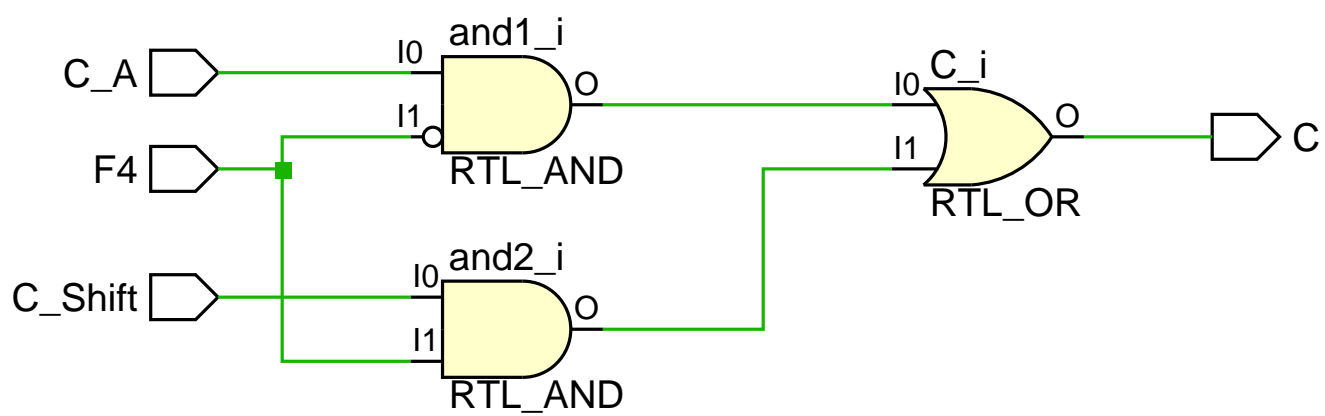 and1_i
C_A
I0
O
I1
RTL_AND
F4
C_i
I0
O
I1
RTL_OR
C
and2_i
C_Shift
I0
O
I1
RTL_AND